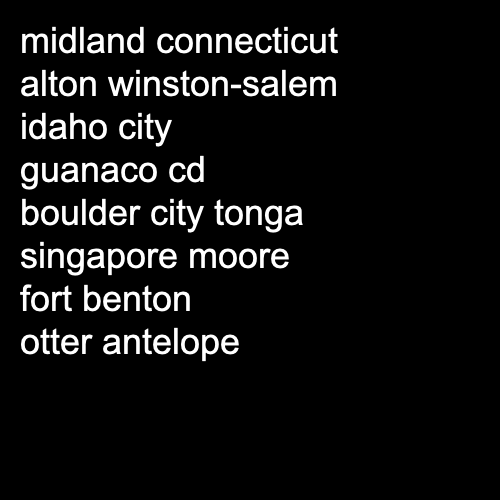 midland connecticut
alton winston-salem
idaho city
guanaco cd
boulder city tonga
singapore moore
fort benton
otter antelope